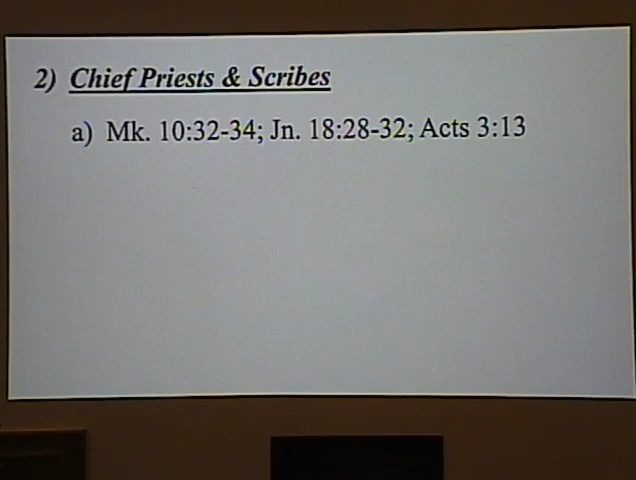 2) Chief Priests & Scribes
a) Mk. 10:32-34; Jn. 18:28-32; Acts 3:13